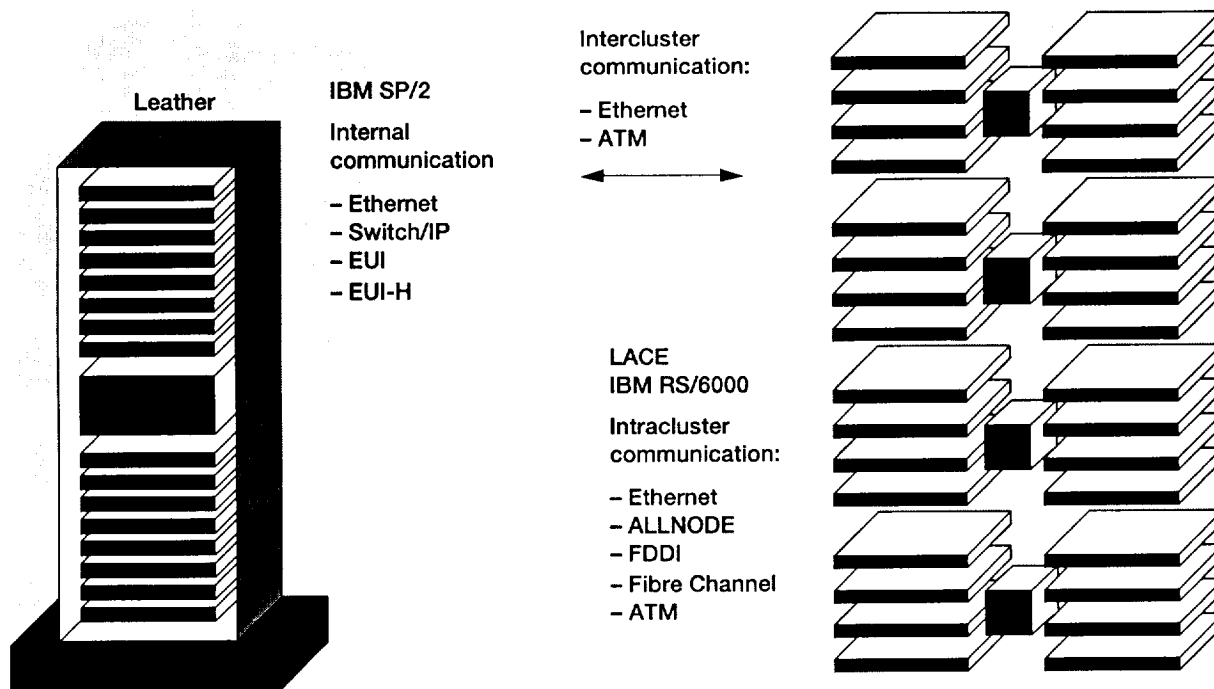 Leather
IBM SP/2
Internal
communication
– Ethernet
– Switch/IP
– EUI
– EUI-H
Intercluster
communication:
– Ethernet
– ATM
LACE
IBM RS/6000
Intracluster
communication:
– Ethernet
– ALLNODE
– FDDI
– Fibre Channel
– ATM